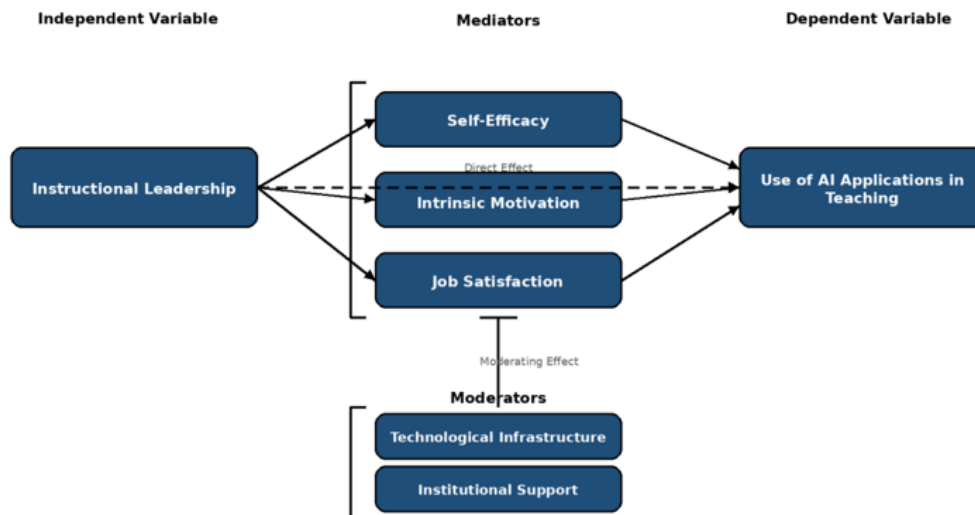 Independent Variable
Mediators
Dependent Variable
Self-Efficacy
Direct Effect
Instructional Leadership
Intrinsic Motivation
Use of AI Applications in
Teaching
Job Satisfaction
Moderating Effect
Moderators
Technological Infrastructure
Institutional Support